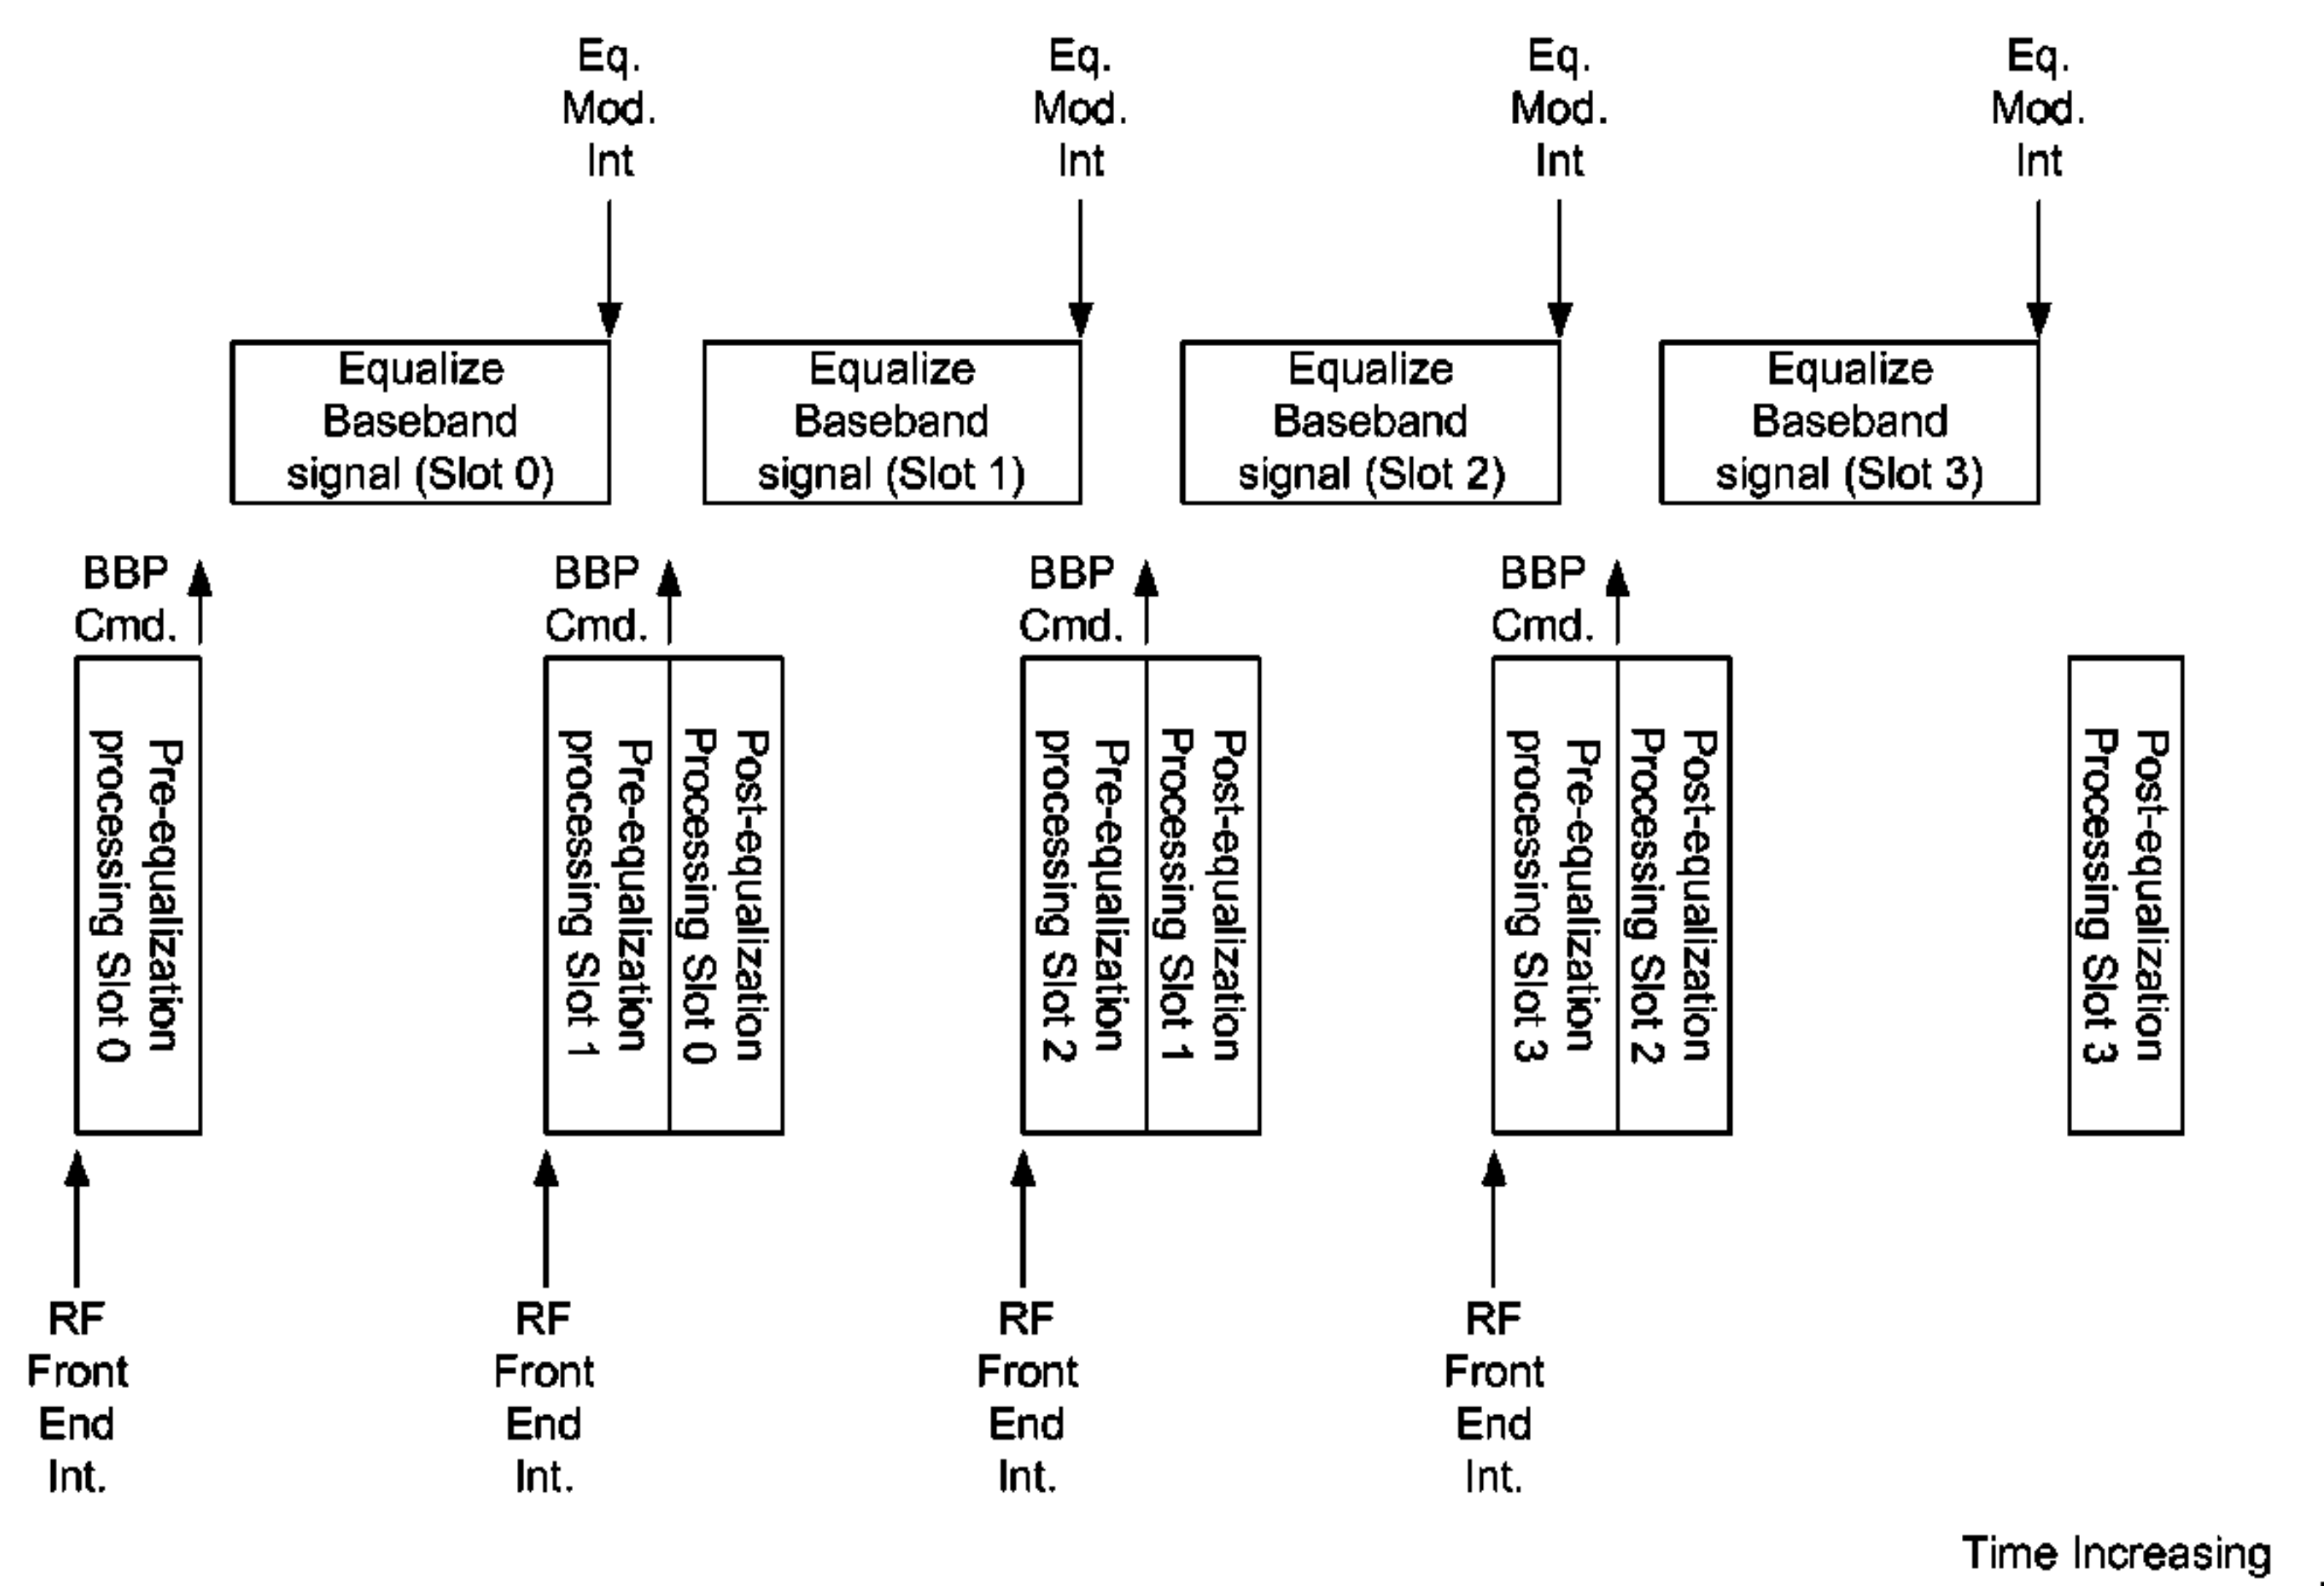 Eq.
Mod.
Int
Eq.
Mod.
Int
Eq.
Mod.
Int
Eq.
Mod.
Int
Equalize
Baseband
signal (Slot 0)
Equalize
Baseband
signal (Slot 1)
Equalize
Baseband
signal (Slot 2)
Equalize
Baseband
signal (Slot 3)
BBP
Cmd.
BBP
Cmd.
BBP
Cmd.
BBP
Cmd.
Pre-equalization
processing Slot 0
Pre-equalization
processing Slot 1
Post-equalization
Processing Slot 0
Pre-equalization
processing Slot 2
Post-equalization
Processing Slot 1
Pre-equalization
processing Slot 3
Post-equalization
Processing Slot 2
Post-equalization
Processing Slot 3
RF
Front
End
Int.
RF
Front
End
Int.
RF
Front
End
Int.
RF
Front
End
Int.
Time Increasing